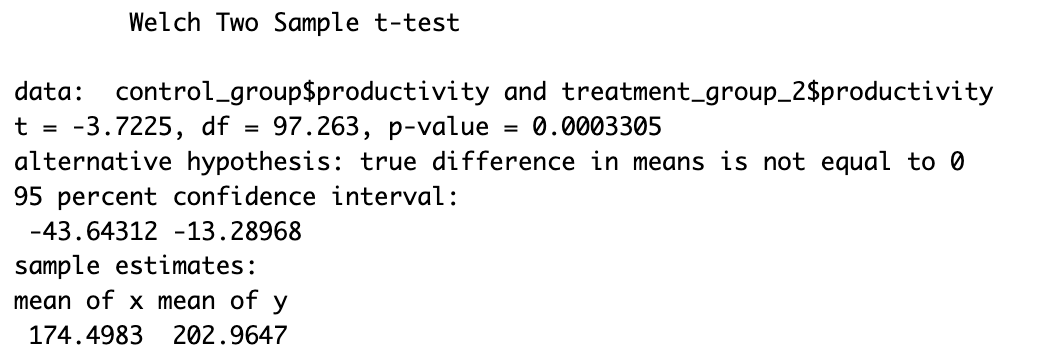 Welch Two Sample t-test
data:  control_group$productivity and treatment_group_2$productivity
t = -3.7225, df = 97.263, p-value = 0.0003305
alternative hypothesis: true difference in means is not equal to 0
95 percent confidence interval:
-43.64312 -13.28968
sample estimates:
mean of x mean of y
174.4983  202.9647